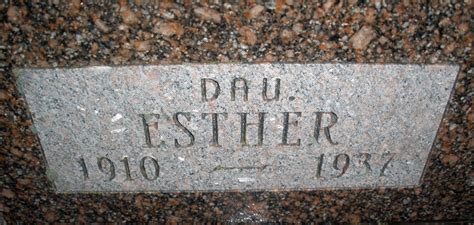 DAU.
ESTHER
1910 — 1937